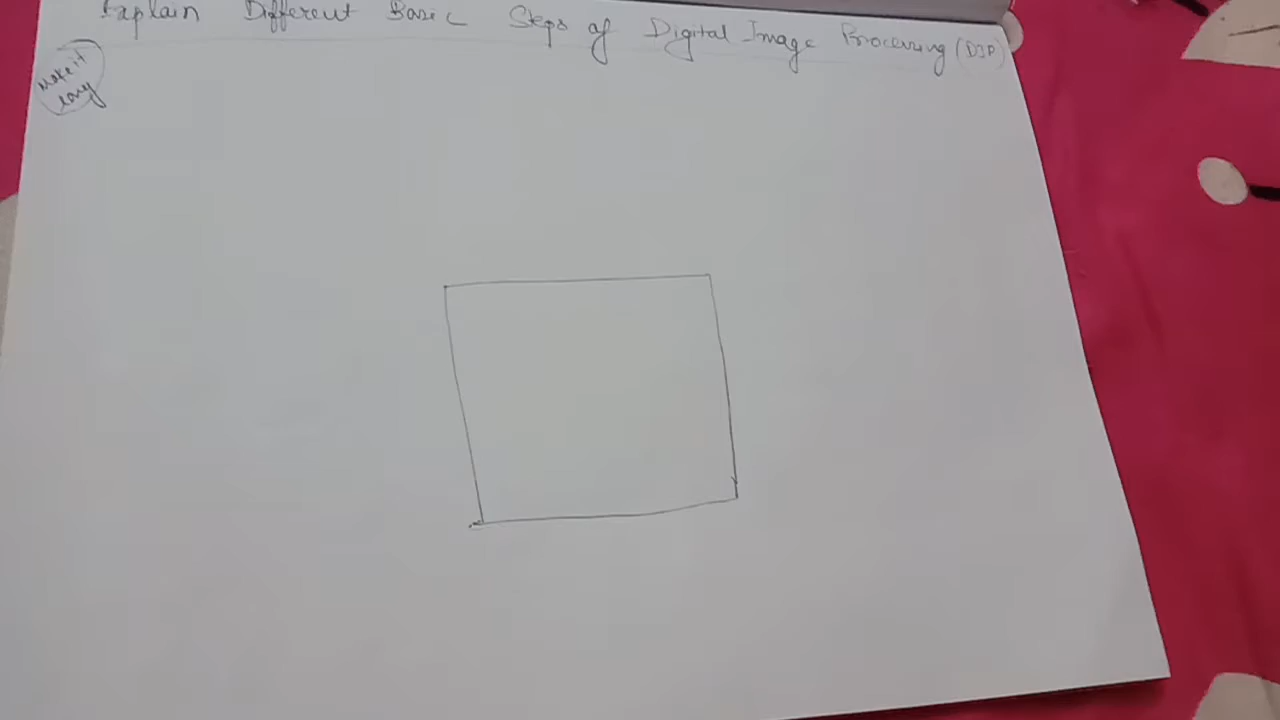 Explain Different Basic Steps of Digital Image Processing (DIP)
Make it
easy